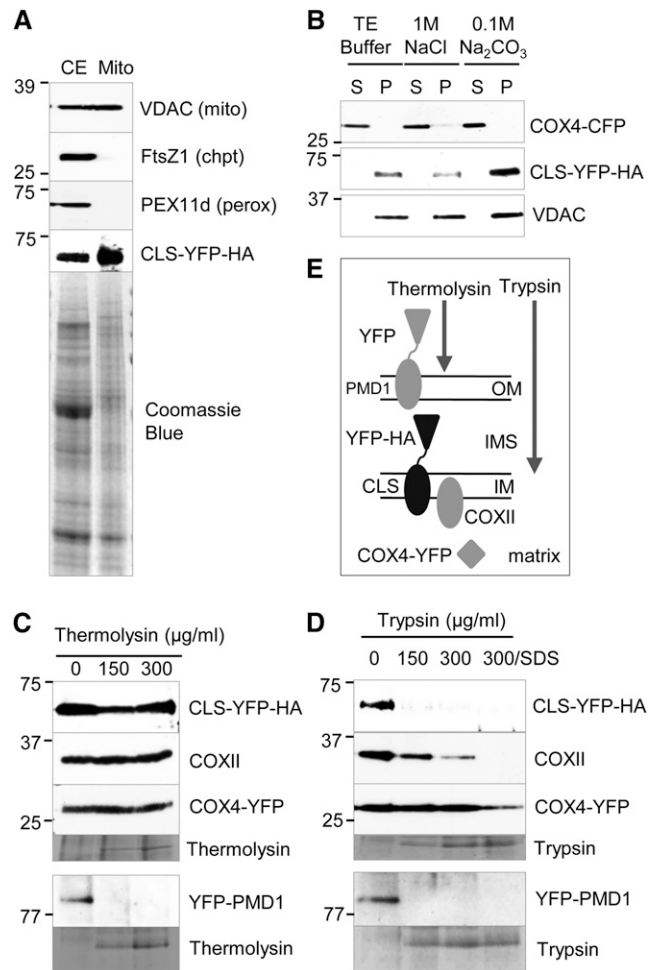 A
CE Mito
39
VDAC (mito)
FtsZ1 (chpt)
25
75
PEX11d (perox)
75
CLS-YFP-HA
Coomassie
Blue
B
TE
Buffer
1M
NaCl
0.1M
Na₂CO₃
S P S P S P
COX4-CFP
25
75
CLS-YFP-HA
37
VDAC
E
Thermolysin
Trypsin
YFP
PMD1
OM
YFP-HA
IMS
CLS
IM
COXII
COX4-YFP
matrix
C
Thermolysin (µg/ml)
0 150 300
75
CLS-YFP-HA
37
COXII
COX4-YFP
25
Thermolysin
YFP-PMD1
77
Thermolysin
D
Trypsin (µg/ml)
0 150 300 300/SDS
75
CLS-YFP-HA
37
COXII
COX4-YFP
25
Trypsin
YFP-PMD1
77
Trypsin